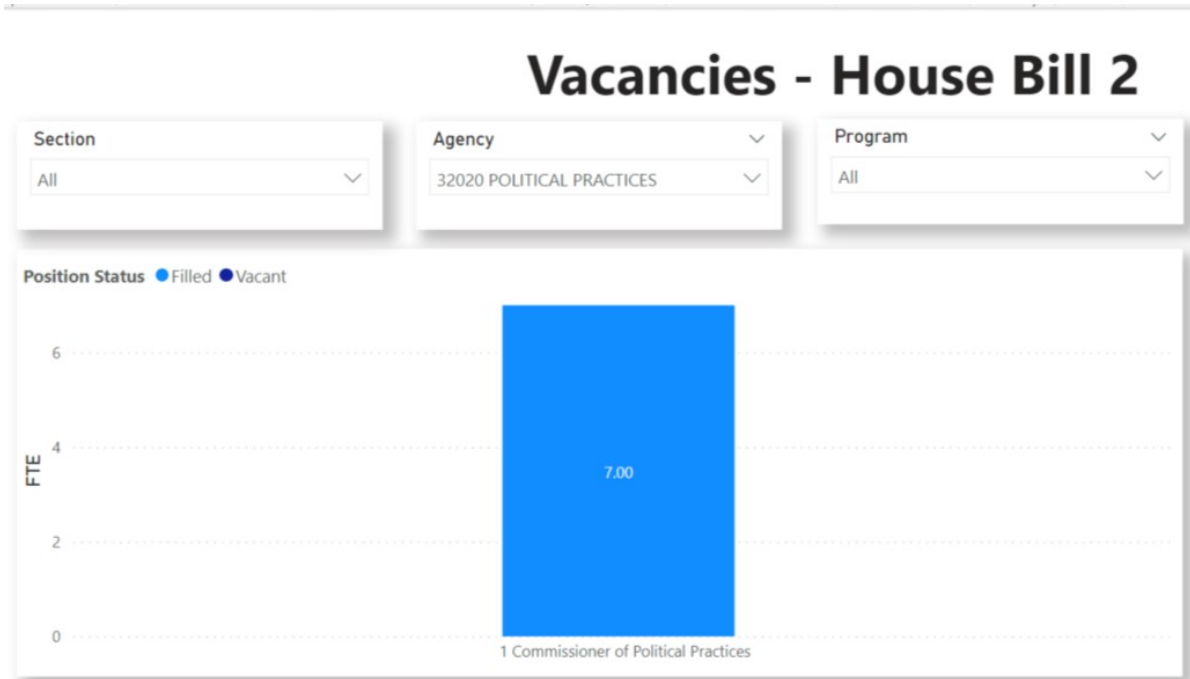 Vacancies - House Bill 2
Section
All
Agency
32020 POLITICAL PRACTICES
Program
All
Position Status Filled Vacant
6
4
2
0
FTE
7.00
1 Commissioner of Political Practices